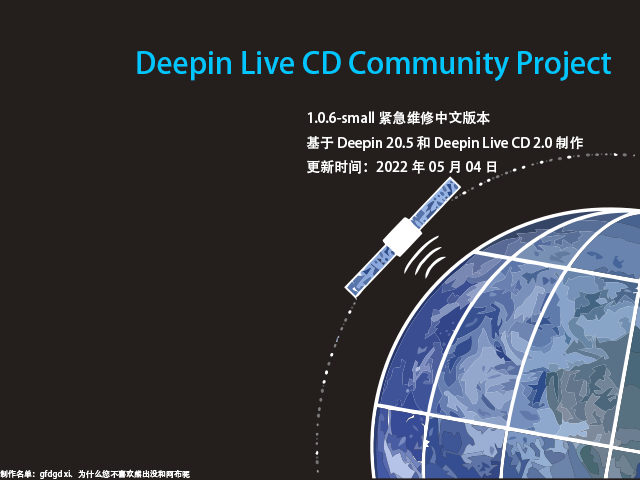 Deepin Live CD Community Project
1.0.6-small 紧急维修中文版本
基于 Deepin 20.5 和 Deepin Live CD 2.0 制作
更新时间：2022 年 05 月 04 日
制作名单：gfdgd xi、为什么您不喜欢熊出没和阿布呢